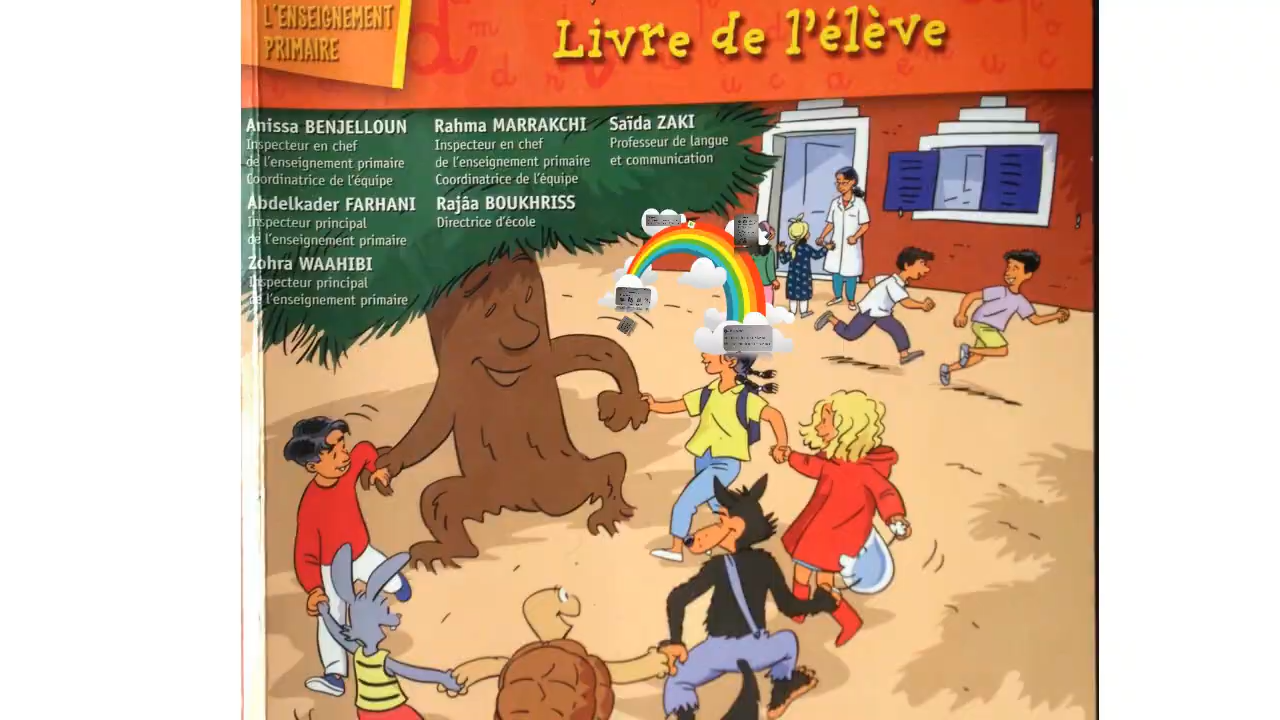 L'ENSEIGNEMENT
PRIMAIRE
Livre de l'élève
Anissa BENJELLOUN
Inspecteur en chef
de l'enseignement primaire
Coordinatrice de l'équipe
Abdelkader FARHANI
Inspecteur principal
de l'enseignement primaire
Zohra WAAHIBI
Inspecteur principal
de l'enseignement primaire
Rahma MARRAKCHI
Inspecteur en chef
de l'enseignement primaire
Coordinatrice de l'équipe
Rajâa BOUKHRISS
Directrice d'école
Saïda ZAKI
Professeur de langue
et communication